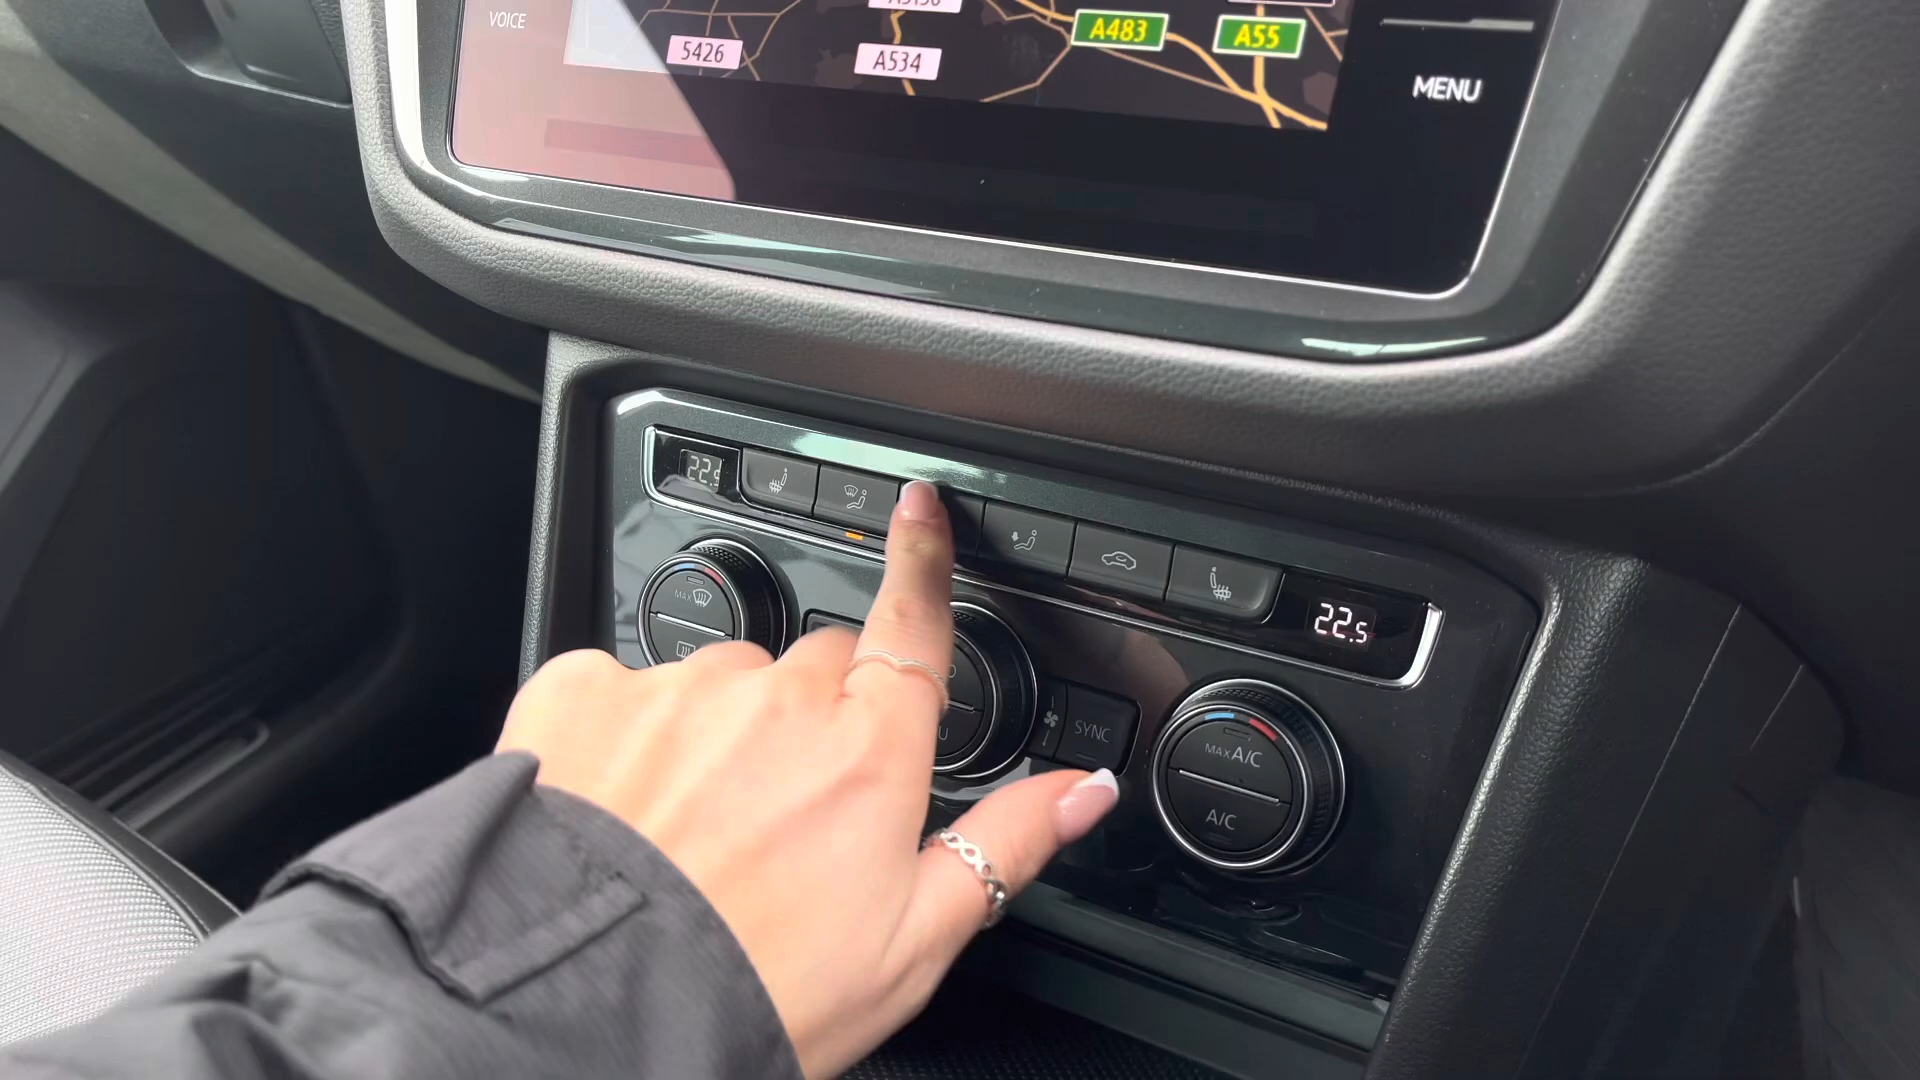 VOICE
5426
A534
A483
A55
MENU
22.5
22.5
MAX
SYNC
MAX A/C
A/C